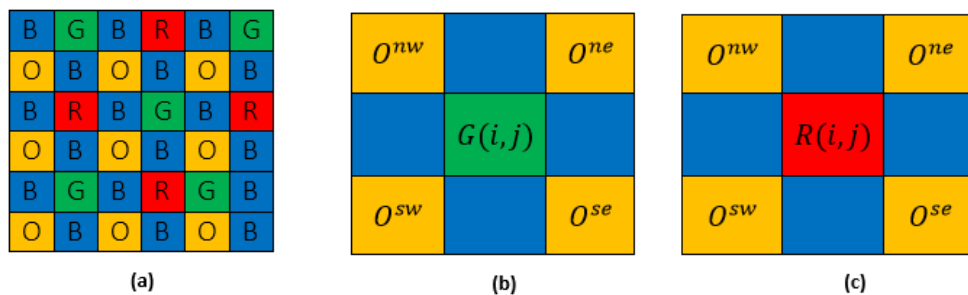 B G B R B G
O B O B O B
B R B G B R
O B O B O B
B G B R G B
O B O B O B
(a)
O^{nw} O^{ne}
G(i,j)
O^{sw} O^{se}
(b)
O^{nw} O^{ne}
R(i,j)
O^{sw} O^{se}
(c)